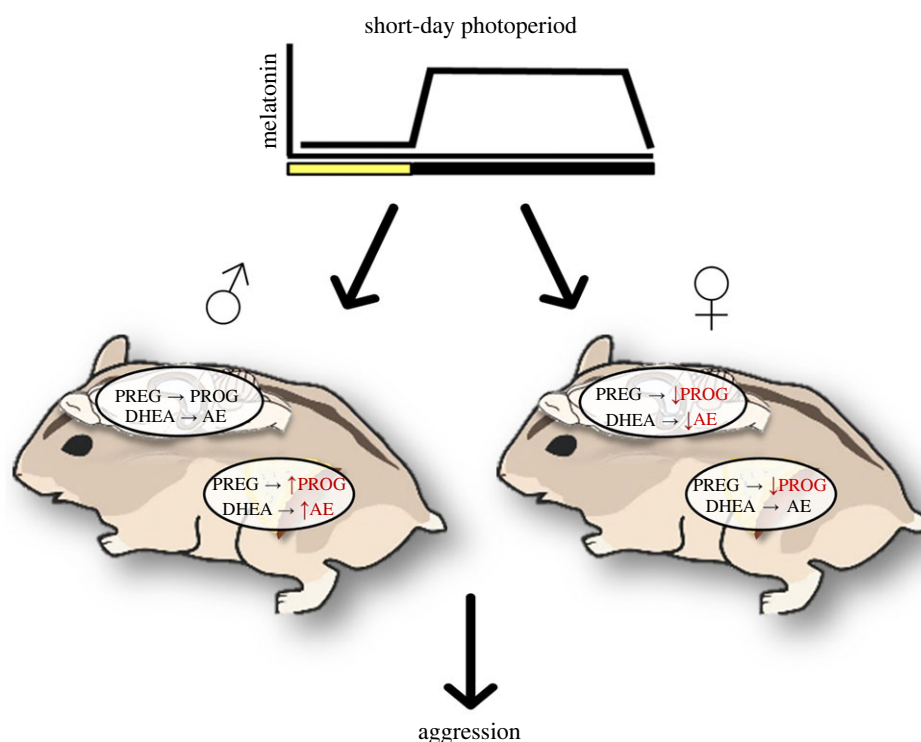 short-day photoperiod
melatonin
♂
♀
PREG → PROG
DHEA → AE
PREG → ↓PROG
DHEA → ↓AE
PREG → ↑PROG
DHEA → ↑AE
PREG → ↓PROG
DHEA → AE
aggression